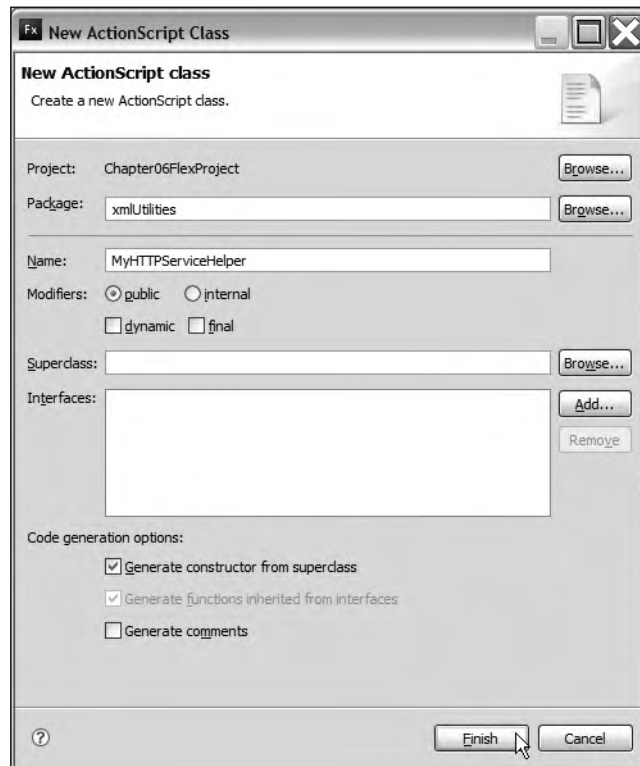 Fx New ActionScript Class
New ActionScript class
Create a new ActionScript class.
Project: Chapter06FlexProject Browse...
Package: xmlUtilities Browse...
Name: MyHTTPServiceHelper
Modifiers: public internal
dynamic final
Superclass: Browse...
Interfaces: Add...
Remove
Code generation options:
Generate constructor from superclass
Generate functions inherited from interfaces
Generate comments
? Finish Cancel